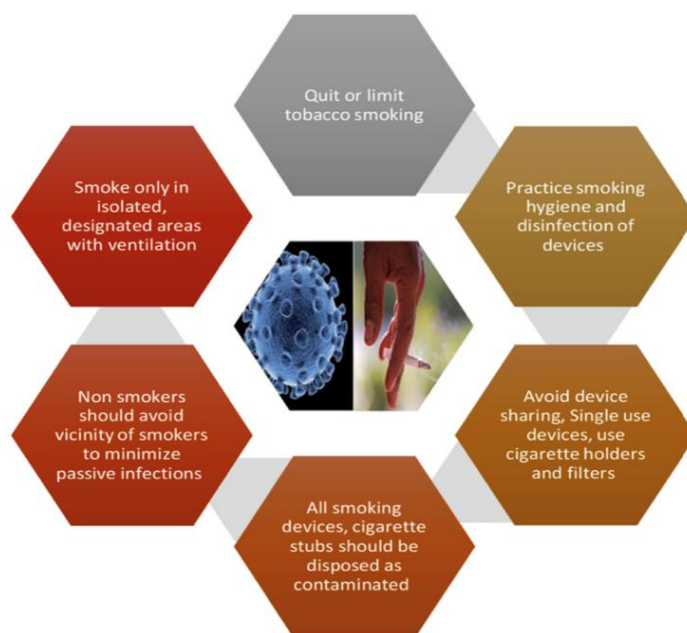 Quit or limit
tobacco smoking
Practice smoking
hygiene and
disinfection of
devices
Avoid device
sharing, Single use
devices, use
cigarette holders
and filters
All smoking
devices, cigarette
stubs should be
disposed as
contaminated
Non smokers
should avoid
vicinity of smokers
to minimize
passive infections
Smoke only in
isolated,
designated areas
with ventilation